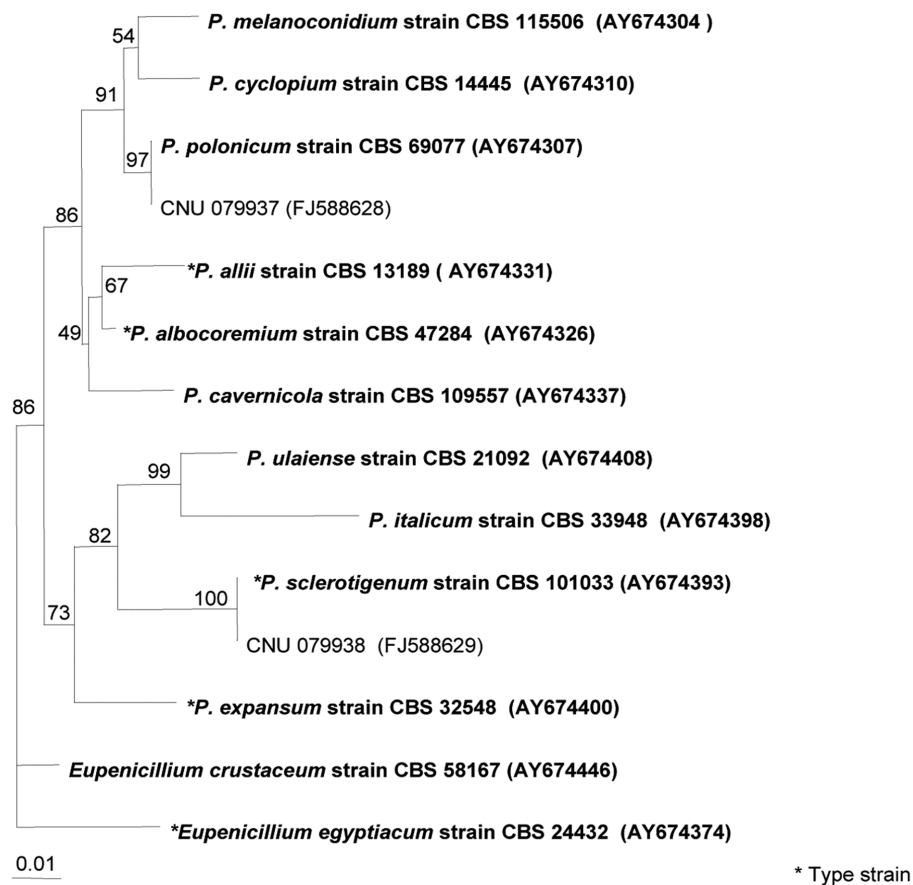 54
P. melanoconidium strain CBS 115506 (AY674304 )
P. cyclopium strain CBS 14445 (AY674310)
91
97
P. polonicum strain CBS 69077 (AY674307)
CNU 079937 (FJ588628)
86
*P. allii strain CBS 13189 ( AY674331)
67
49
*P. albocoremium strain CBS 47284 (AY674326)
P. cavernicola strain CBS 109557 (AY674337)
86
P. ulaiense strain CBS 21092 (AY674408)
99
P. italicum strain CBS 33948 (AY674398)
82
*P. sclerotigenum strain CBS 101033 (AY674393)
100
73
CNU 079938 (FJ588629)
*P. expansum strain CBS 32548 (AY674400)
Eupenicillium crustaceum strain CBS 58167 (AY674446)
*Eupenicillium egyptiacum strain CBS 24432 (AY674374)
0.01
* Type strain